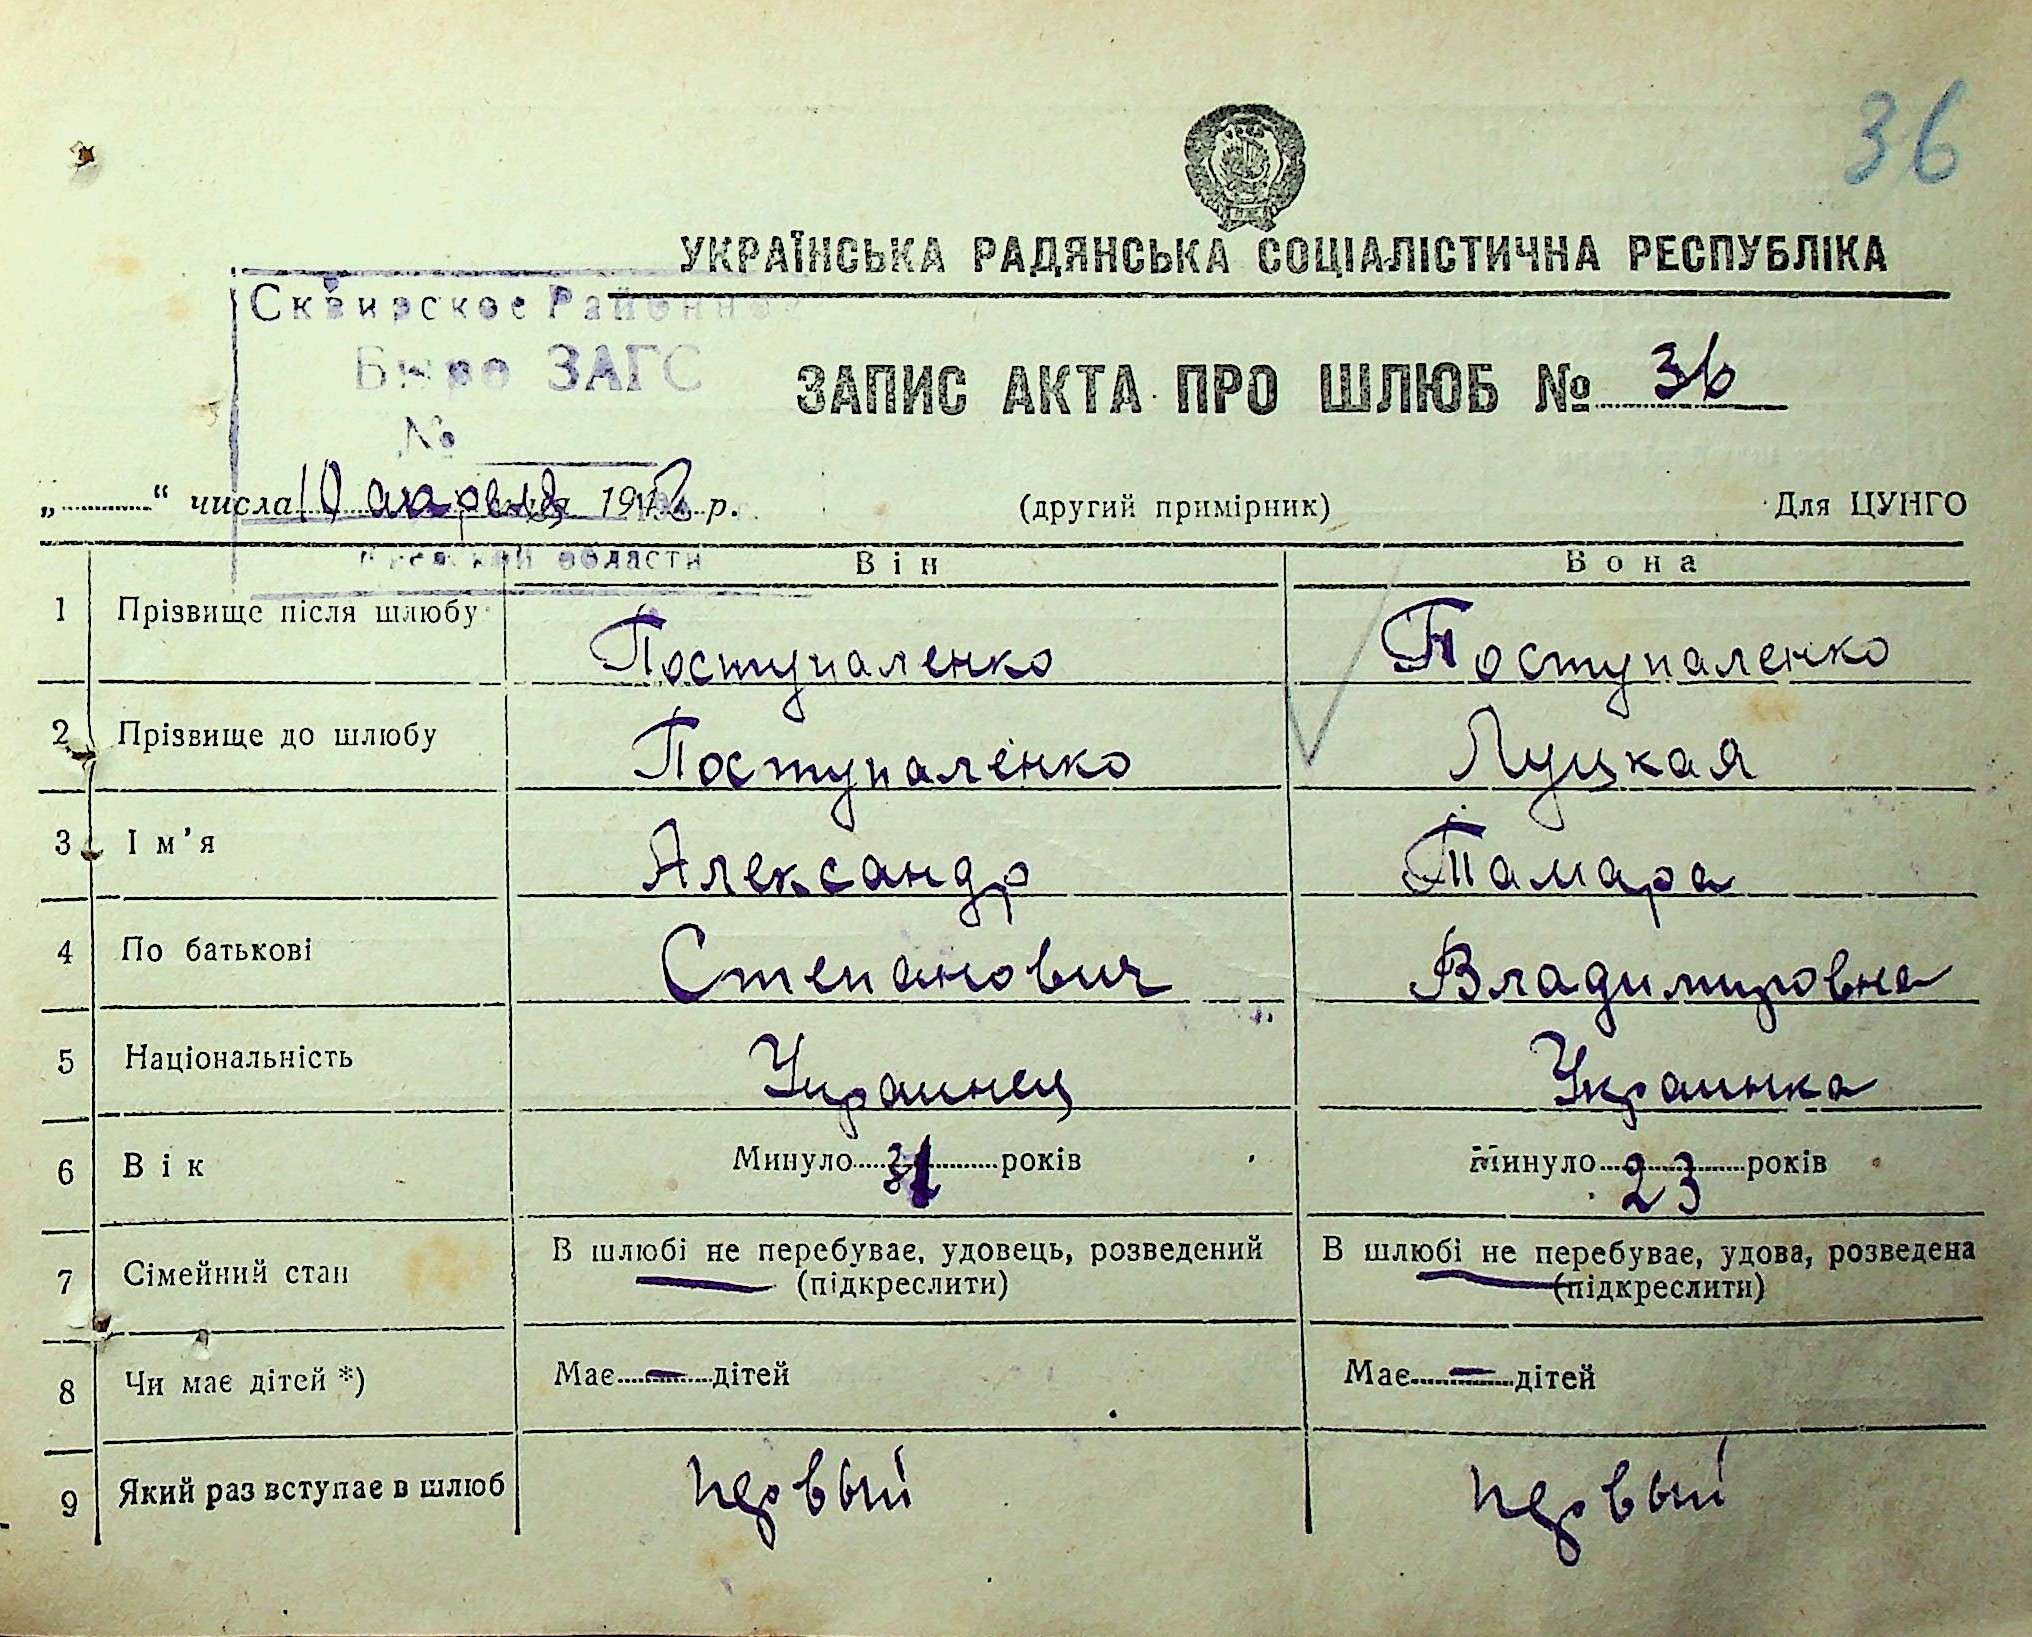 36
УКРАЇНСЬКА РАДЯНСЬКА СОЦІАЛІСТИЧНА РЕСПУБЛІКА
Сквирское Районно
Бюро ЗАГС
ЗАПИС АКТА ПРО ШЛЮБ № 36
№
„ “ числа 10 апреля 194 р.
(другий примірник)
Для ЦУНГО
области
Він
Вона
1 Прізвище після шлюбу Поступаленко Поступаленко
2 Прізвище до шлюбу Поступаленко Луцкая
3 Ім’я Александр Тамара
4 По батькові Степанович Владимировна
5 Національність Украинец Украинка
6 Вік Минуло 31 років Минуло 23 років
7 Сімейний стан В шлюбі не перебуває, удовець, розведений В шлюбі не перебуває, удова, розведена
(підкреслити) (підкреслити)
8 Чи має дітей *) Має — дітей Має — дітей
9 Який раз вступає в шлюб первый первый